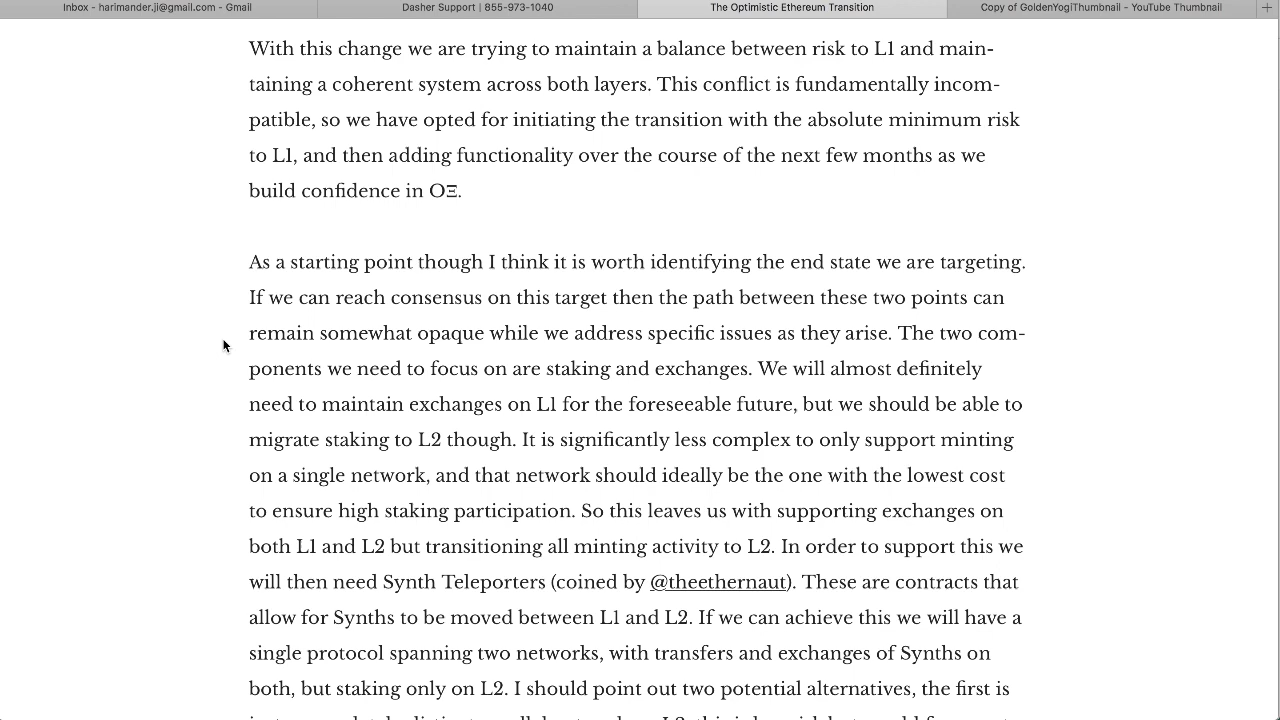 Inbox - harimander.ji@gmail.com - Gmail
Dasher Support | 855-973-1040
The Optimistic Ethereum Transition
Copy of GoldenYogiThumbnail - YouTube Thumbnail
With this change we are trying to maintain a balance between risk to L1 and main-
taining a coherent system across both layers. This conflict is fundamentally incom-
patible, so we have opted for initiating the transition with the absolute minimum risk
to L1, and then adding functionality over the course of the next few months as we
build confidence in OΞ.
As a starting point though I think it is worth identifying the end state we are targeting.
If we can reach consensus on this target then the path between these two points can
remain somewhat opaque while we address specific issues as they arise. The two com-
ponents we need to focus on are staking and exchanges. We will almost definitely
need to maintain exchanges on L1 for the foreseeable future, but we should be able to
migrate staking to L2 though. It is significantly less complex to only support minting
on a single network, and that network should ideally be the one with the lowest cost
to ensure high staking participation. So this leaves us with supporting exchanges on
both L1 and L2 but transitioning all minting activity to L2. In order to support this we
will then need Synth Teleporters (coined by @theethernaut). These are contracts that
allow for Synths to be moved between L1 and L2. If we can achieve this we will have a
single protocol spanning two networks, with transfers and exchanges of Synths on
both, but staking only on L2. I should point out two potential alternatives, the first is